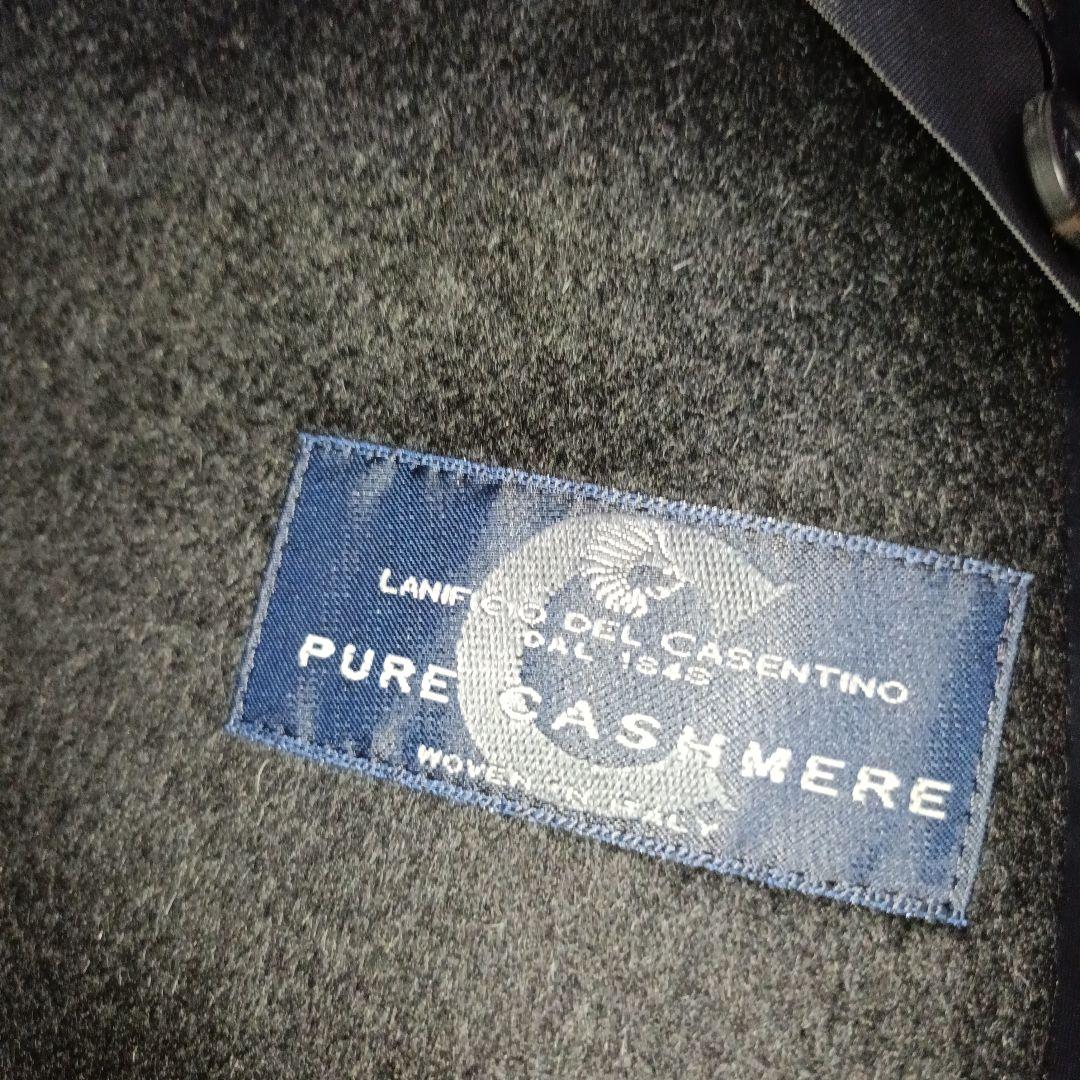 LANIFICIO DEL CASENTINO
DAL 1848
PURE CASHMERE
WOVEN IN ITALY